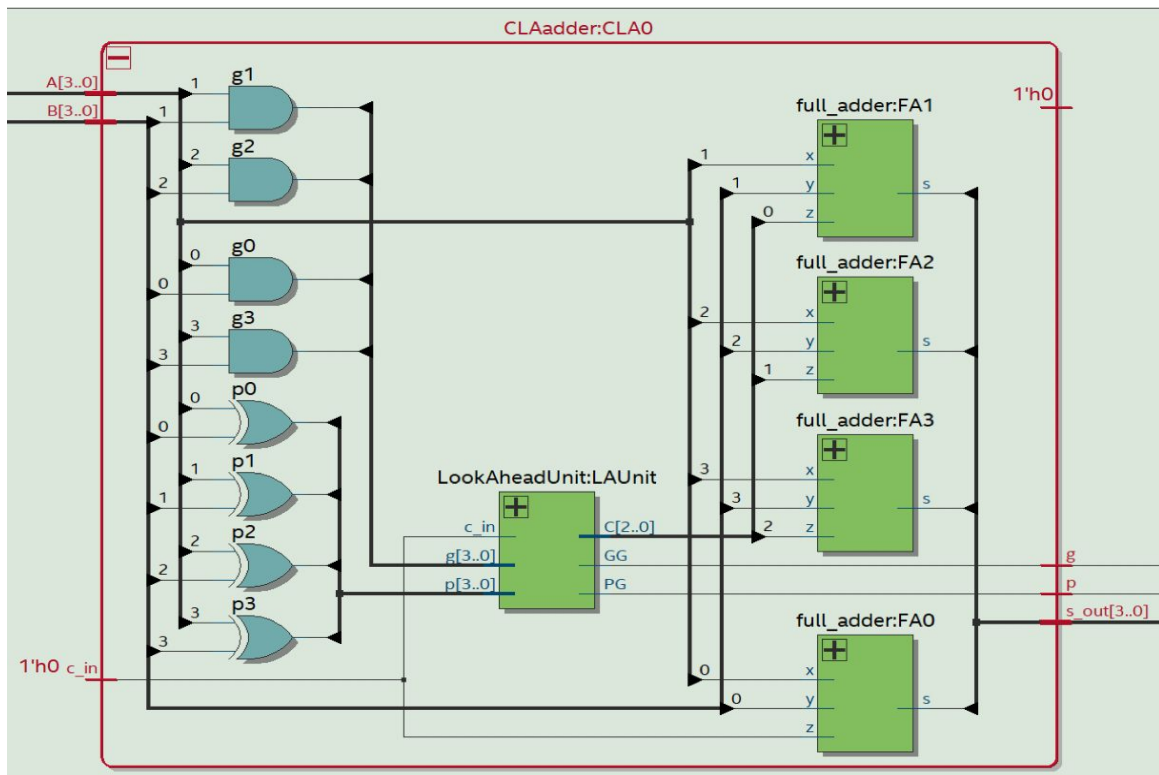 CLAadder:CLA0
A[3..0]
B[3..0]
1'h0 c_in
1'h0
g1
1
1
g2
2
2
g0
0
0
g3
3
3
p0
0
0
p1
1
1
p2
2
2
p3
3
3
LookAheadUnit:LAUnit
c_in
g[3..0]
p[3..0]
C[2..0]
GG
PG
full_adder:FA1
1
x
1
y
0
z
s
full_adder:FA2
2
x
2
y
1
z
s
full_adder:FA3
3
x
3
y
2
z
s
full_adder:FA0
0
x
0
y
z
s
g
p
s_out[3..0]